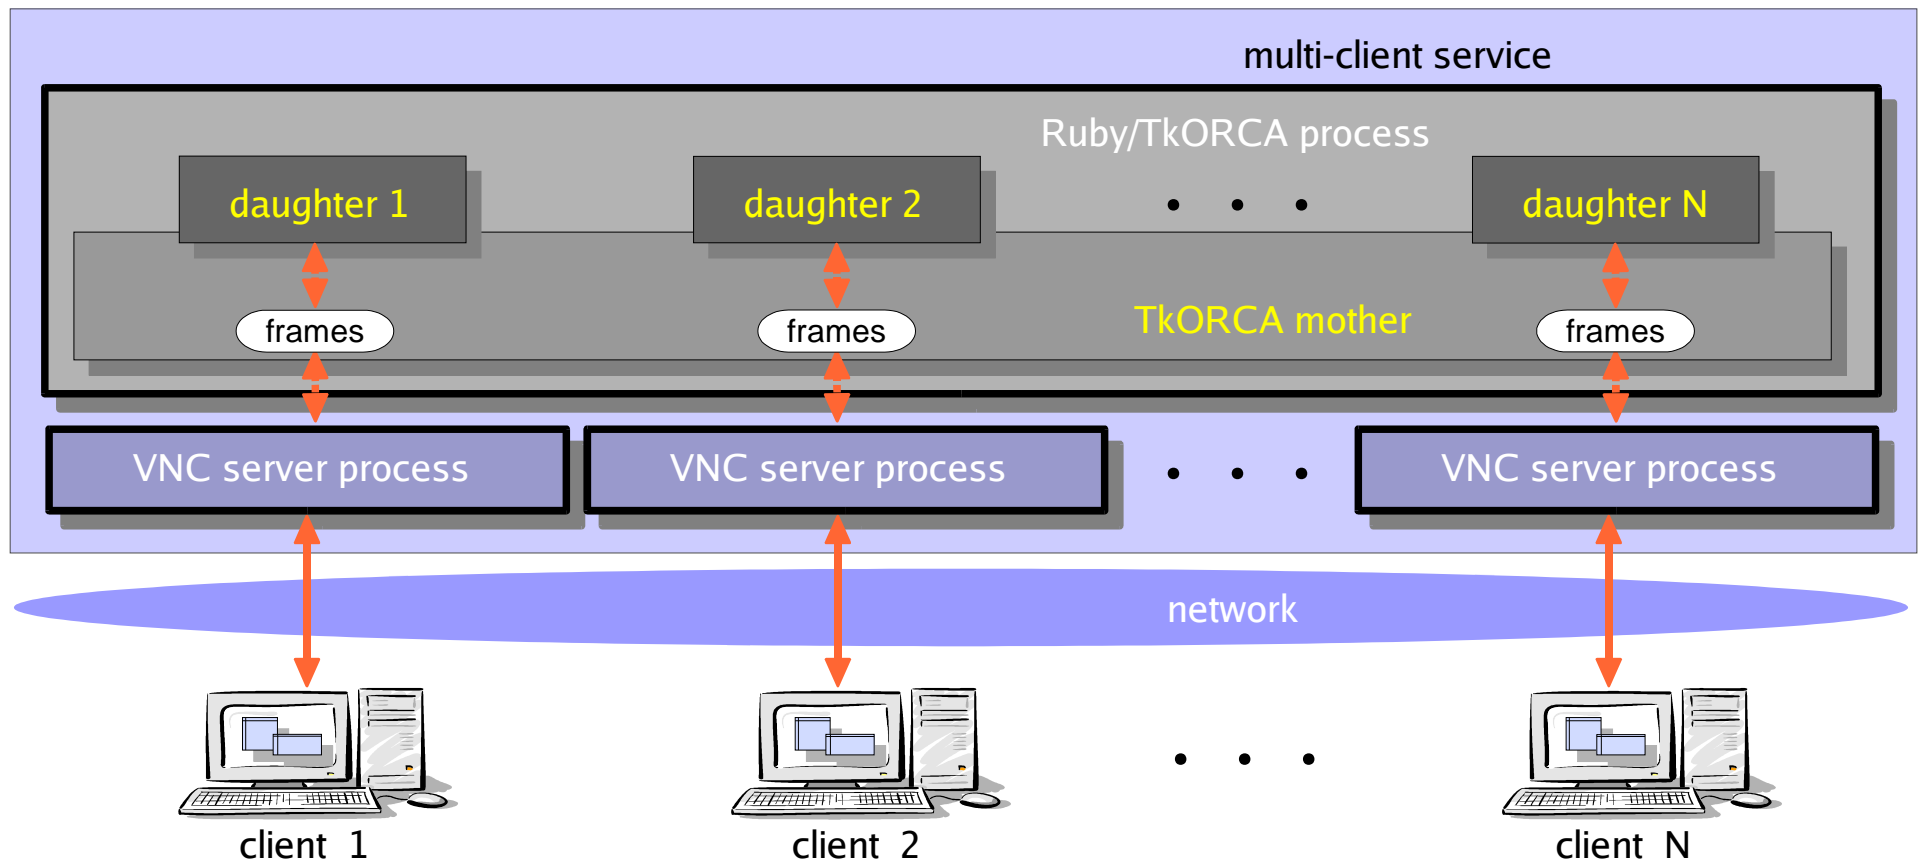 multi-client service
Ruby/TkORCA process
daughter 1
daughter 2
. . .
daughter N
TkORCA mother
frames
frames
frames
VNC server process
VNC server process
. . .
VNC server process
network
. . .
client 1
client 2
client N